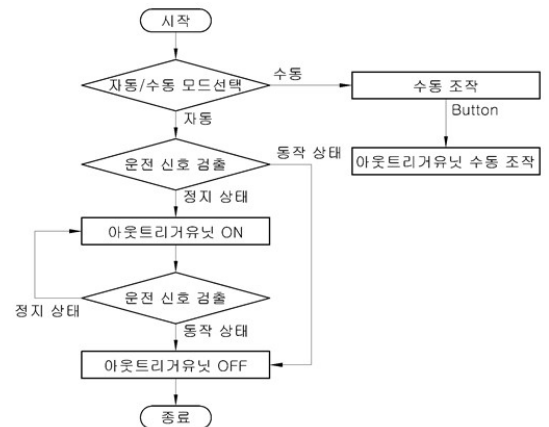 시작
자동/수동 모드선택
수동
수동 조작
Button
아웃트리거유닛 수동 조작
자동
운전 신호 검출
동작 상태
정지 상태
아웃트리거유닛 ON
운전 신호 검출
정지 상태
동작 상태
아웃트리거유닛 OFF
종료